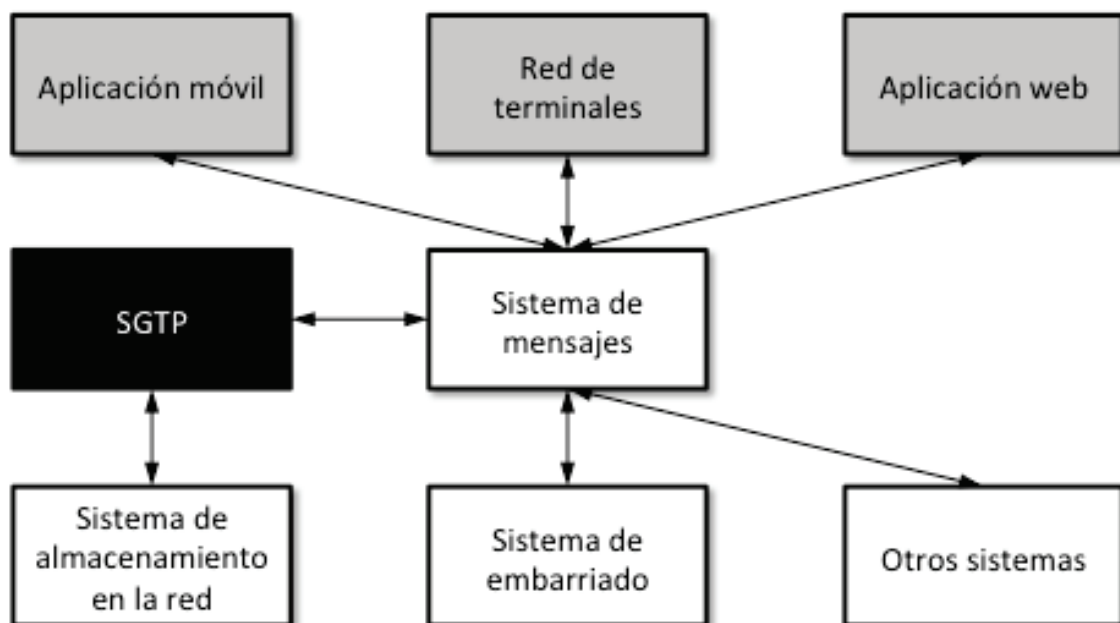 Aplicación móvil
Red de
terminales
Aplicación web
SGTP
Sistema de
mensajes
Sistema de
almacenamiento
en la red
Sistema de
embarriado
Otros sistemas